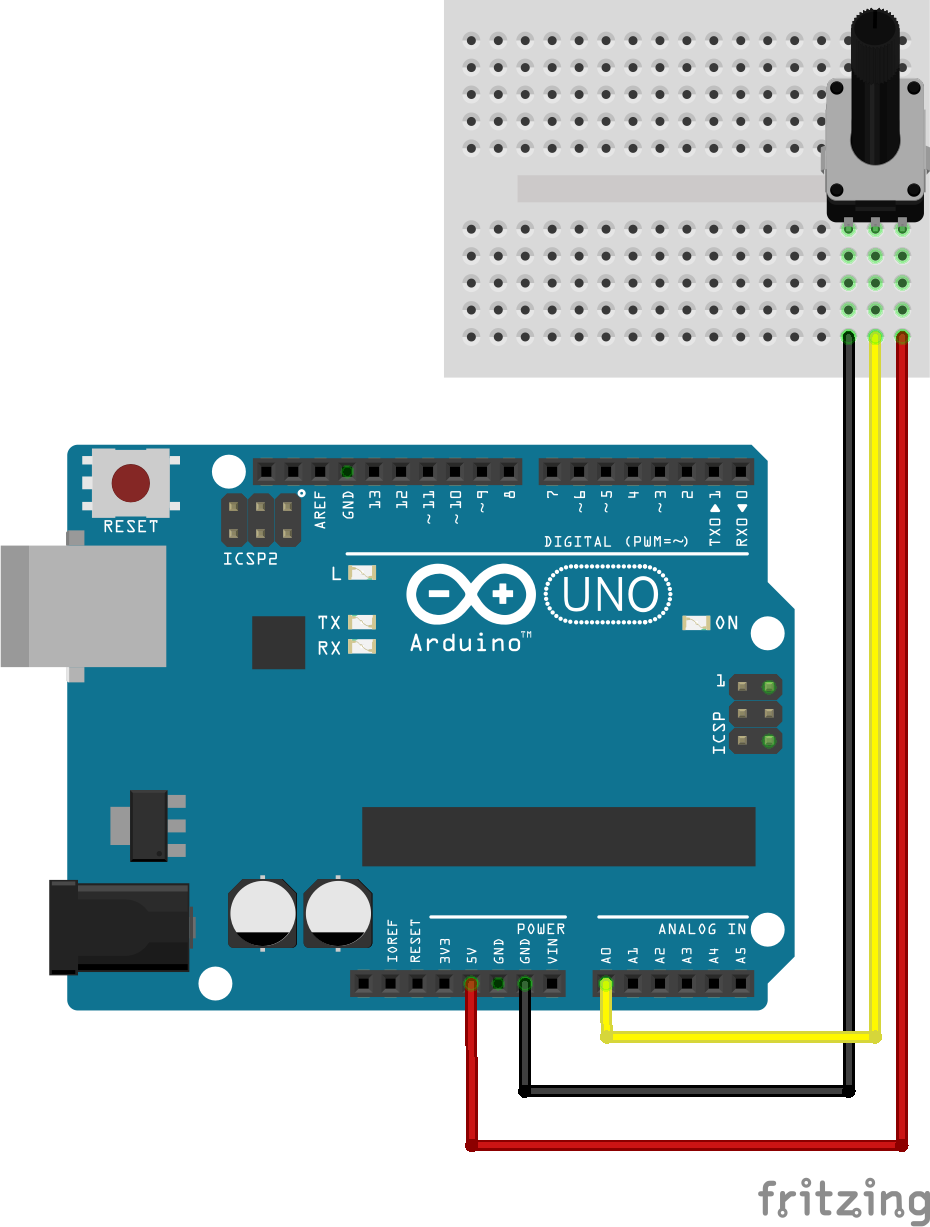 RESET
ICSP2
AREF
GND
13
12
~11
~10
~9
8
7
~6
~5
4
~3
2
TX0▶1
RX0◀0
DIGITAL (PWM=~)
L
TX
RX
Arduino™
UNO
ON
1
ICSP
IOREF
RESET
3V3
5V
GND
GND
VIN
POWER
ANALOG IN
A0
A1
A2
A3
A4
A5
fritzing